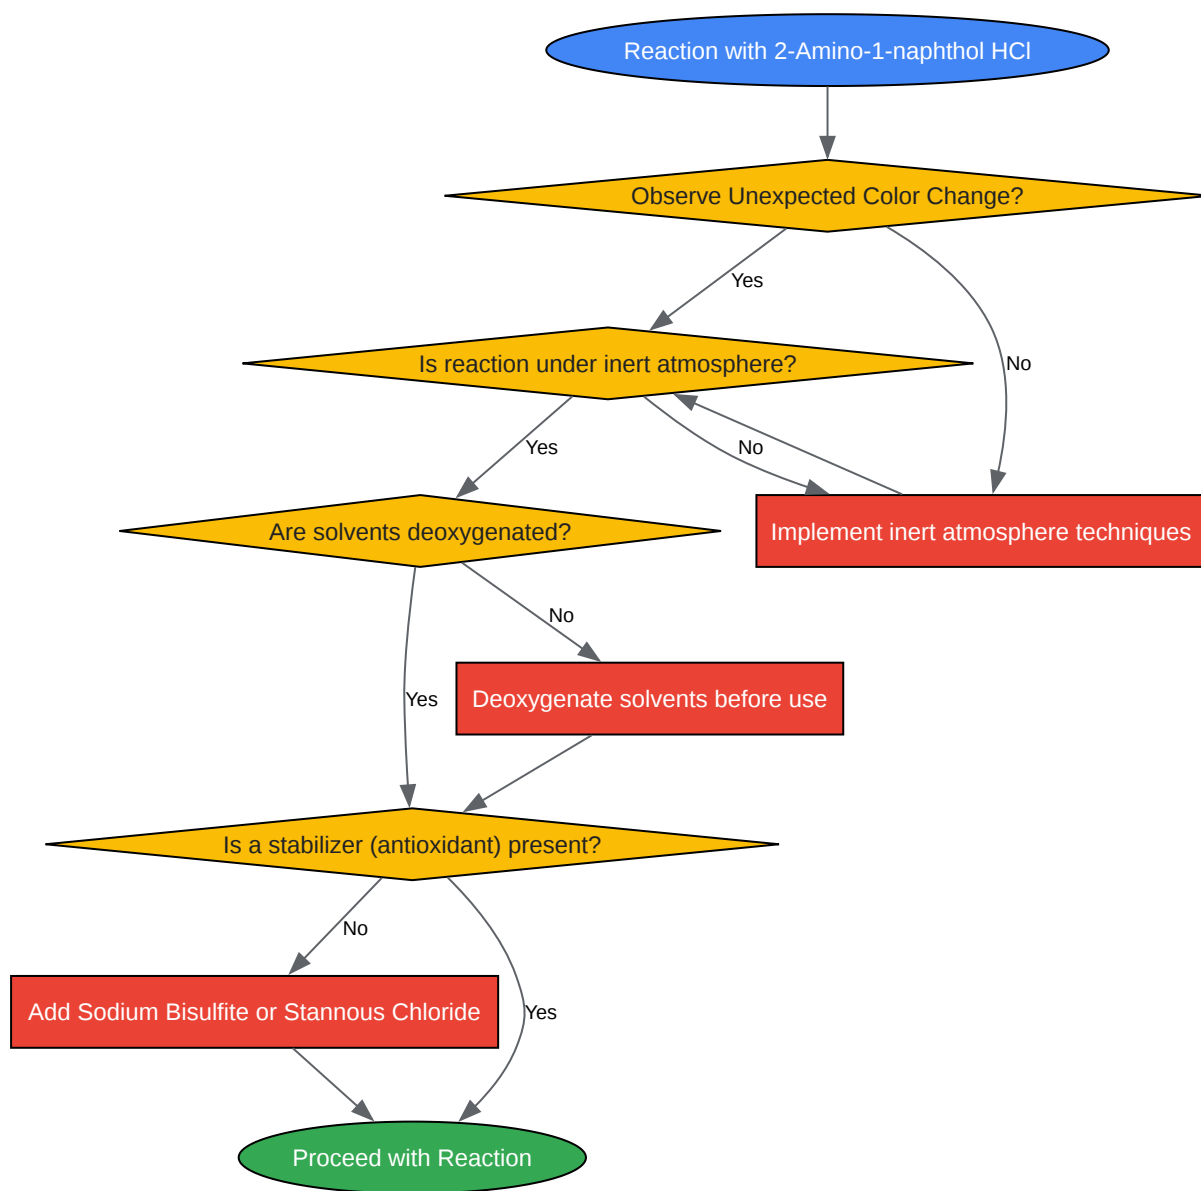 Reaction with 2-Amino-1-naphthol HCl
Observe Unexpected Color Change?
Yes
Is reaction under inert atmosphere?
No
Yes
No
Are solvents deoxygenated?
Implement inert atmosphere techniques
No
Yes
Deoxygenate solvents before use
Is a stabilizer (antioxidant) present?
No
Add Sodium Bisulfite or Stannous Chloride
Yes
Proceed with Reaction